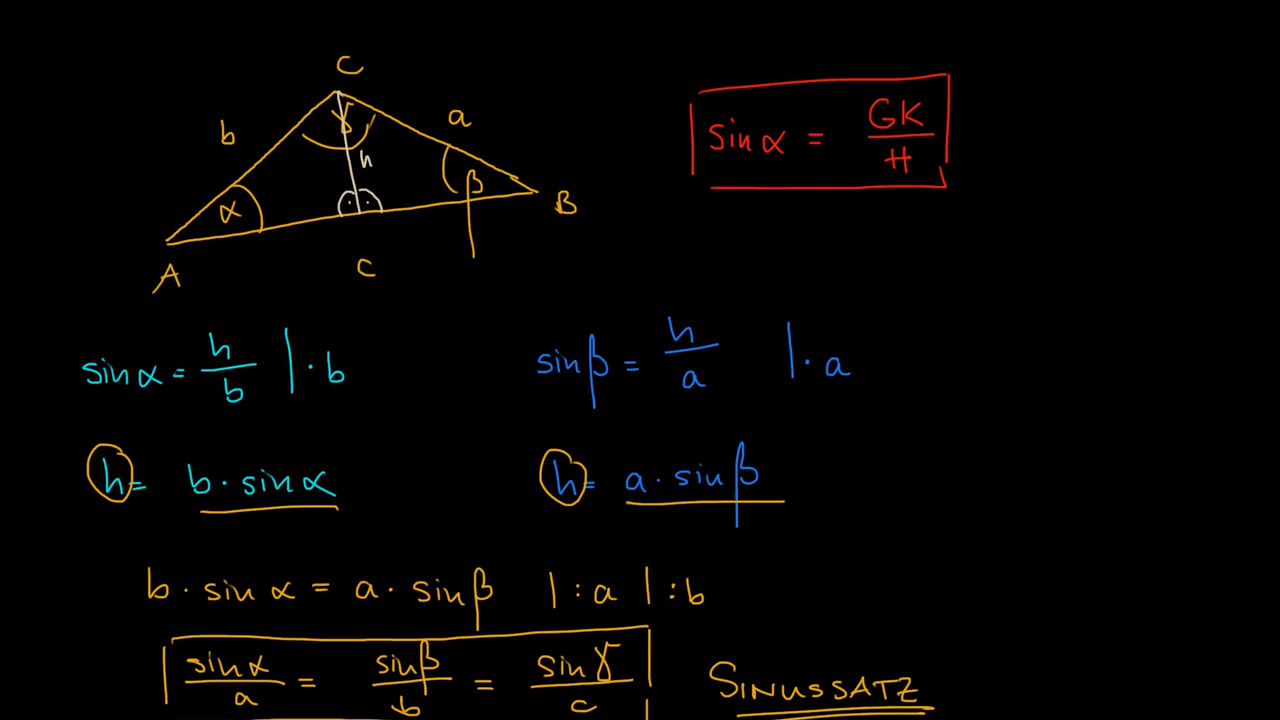 C
b
a
γ
h
α
β
A
B
c
sin α = GK/H
sin α = h/b | · b
sin β = h/a | · a
h = b · sin α
h = a · sin β
b · sin α = a · sin β | : a | : b
sin α/a = sin β/b = sin γ/c
SINUSSATZ